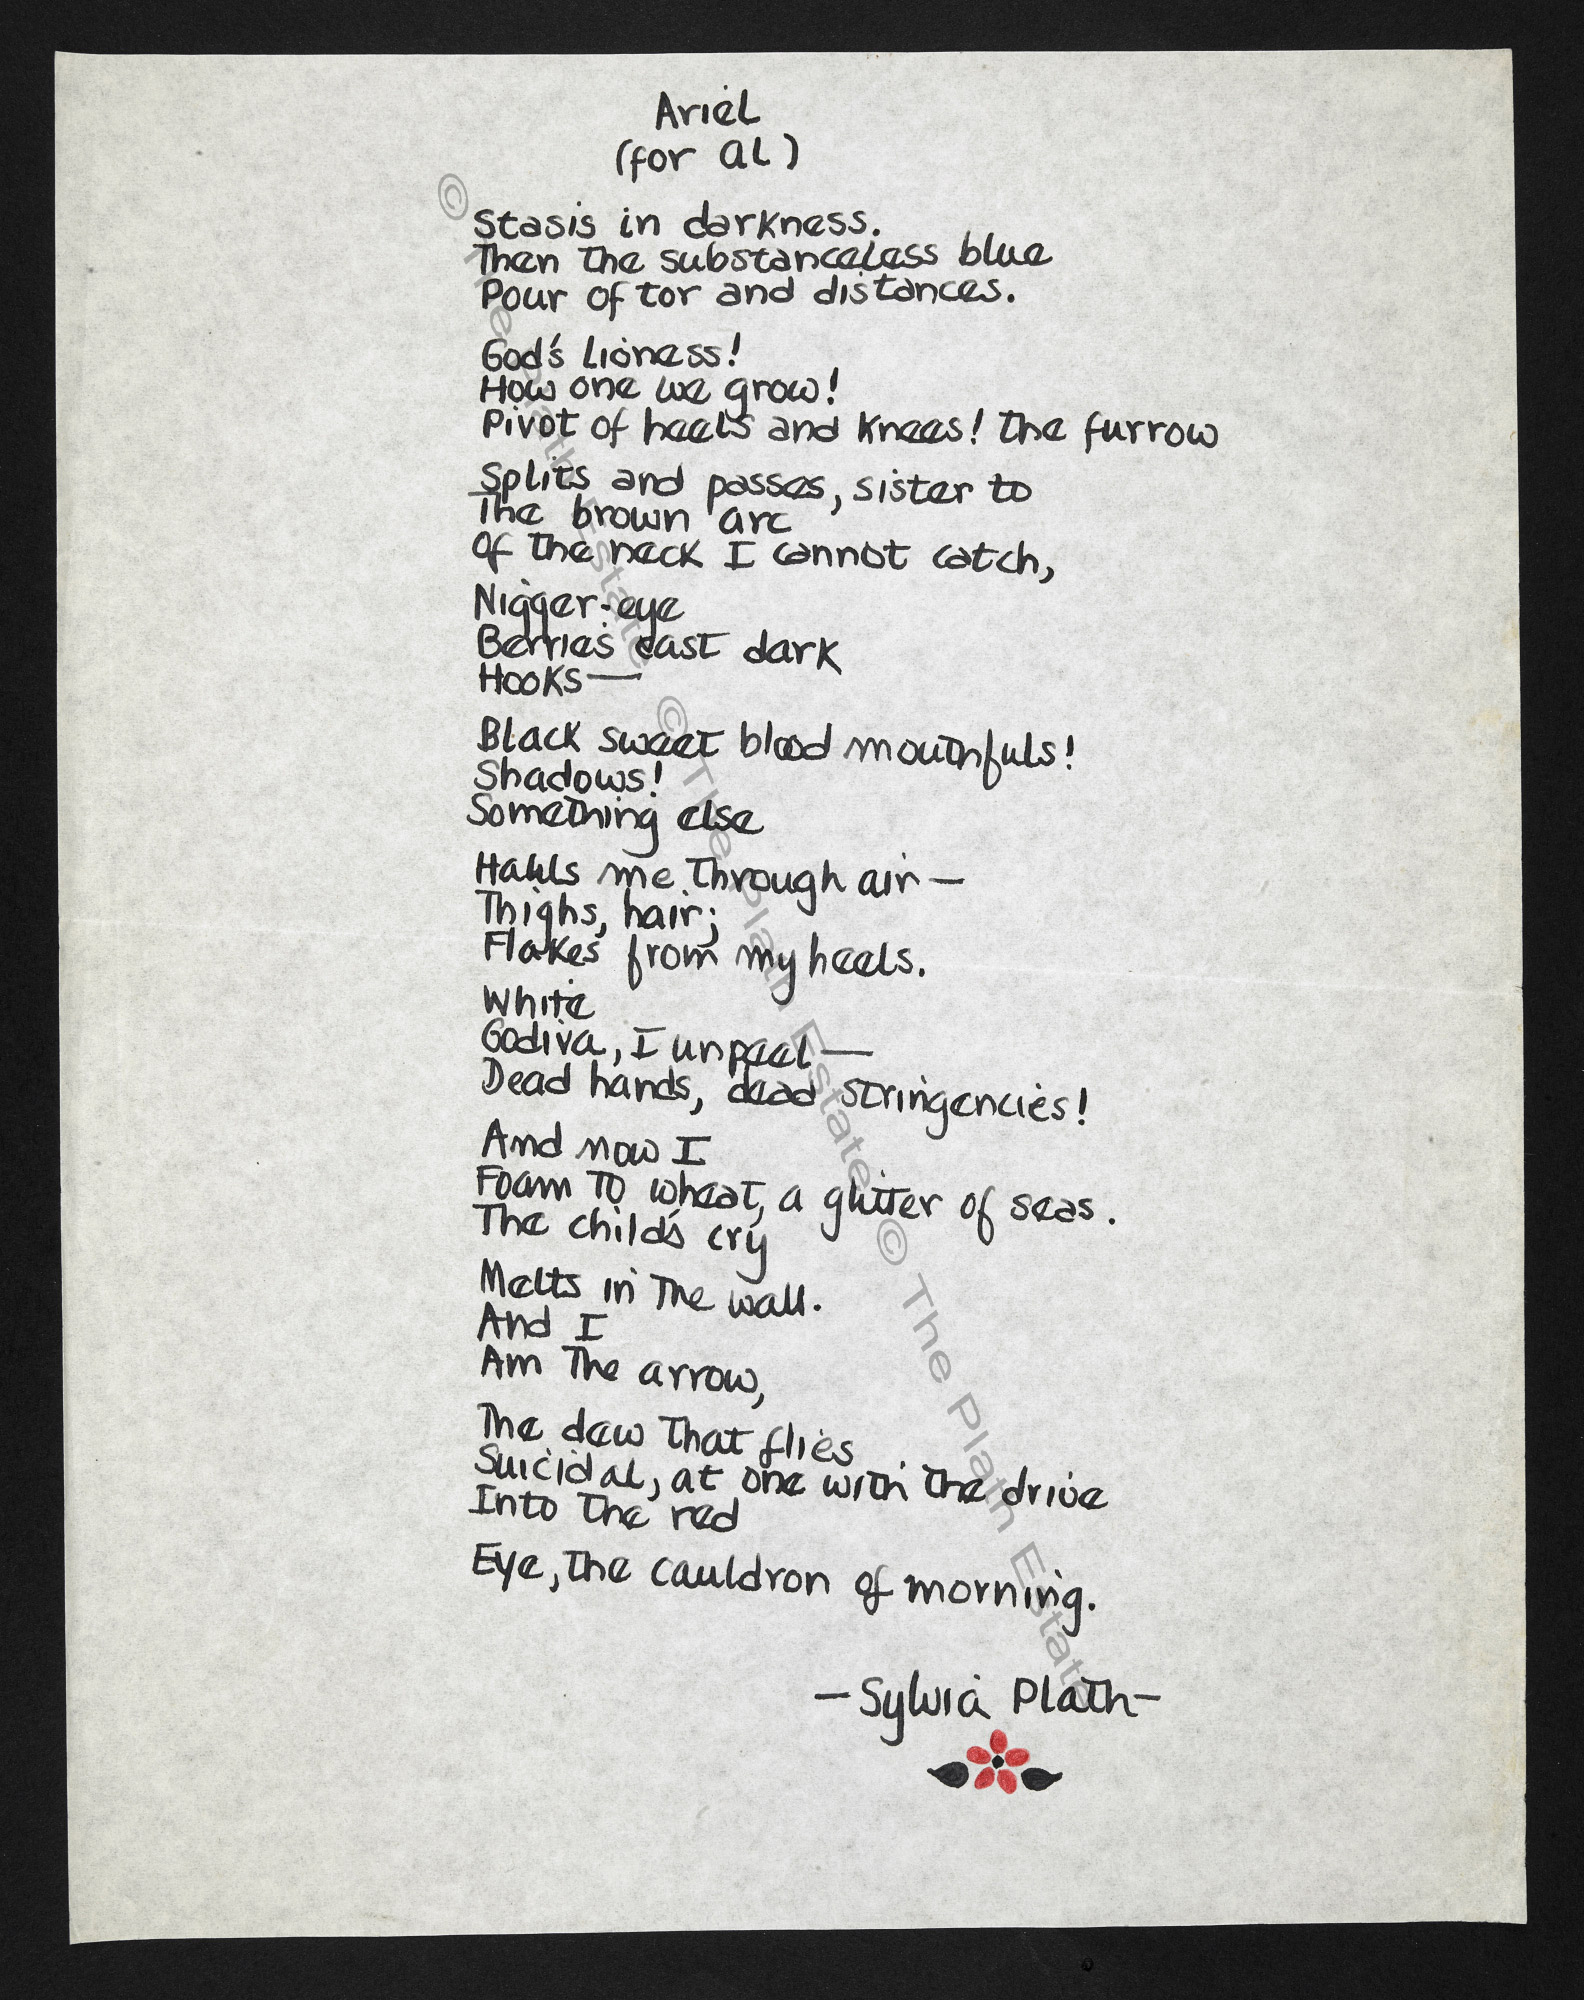 Ariel
(for al)
Stasis in darkness.
Then the substanceless blue
Pour of tor and distances.
God's lioness!
How one we grow!
Pivot of heels and knees! The furrow
Splits and passes, sister to
The brown arc
Of the neck I cannot catch,
Nigger-eye
Berries cast dark
Hooks—
Black sweet blood mouthfuls!
Shadows!
Something else
Hauls me through air—
Thighs, hair;
Flakes from my heels.
White
Godiva, I unpeel—
Dead hands, dead stringencies!
And now I
Foam to wheat, a glitter of seas.
The child's cry
Melts in the wall.
And I
Am the arrow,
The dew that flies
Suicidal, at one with the drive
Into the red
Eye, the cauldron of morning.
—Sylvia Plath—
© The Plath Estate © The Plath Estate © The Plath Estate